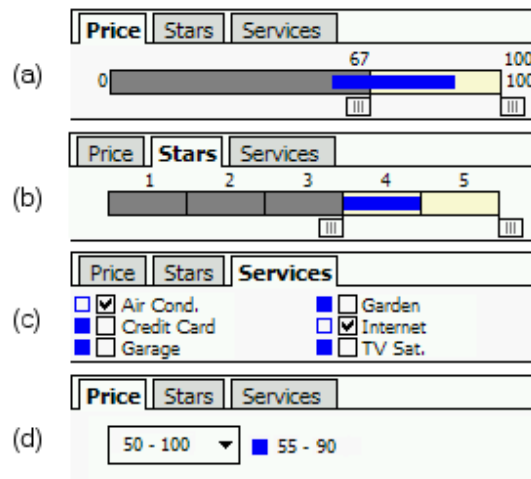 Price Stars Services
67 100
(a) 0 100
Price Stars Services
1 2 3 4 5
(b)
Price Stars Services
Air Cond. Garden
(c) Credit Card Internet
Garage TV Sat.
Price Stars Services
(d) 50 - 100 55 - 90